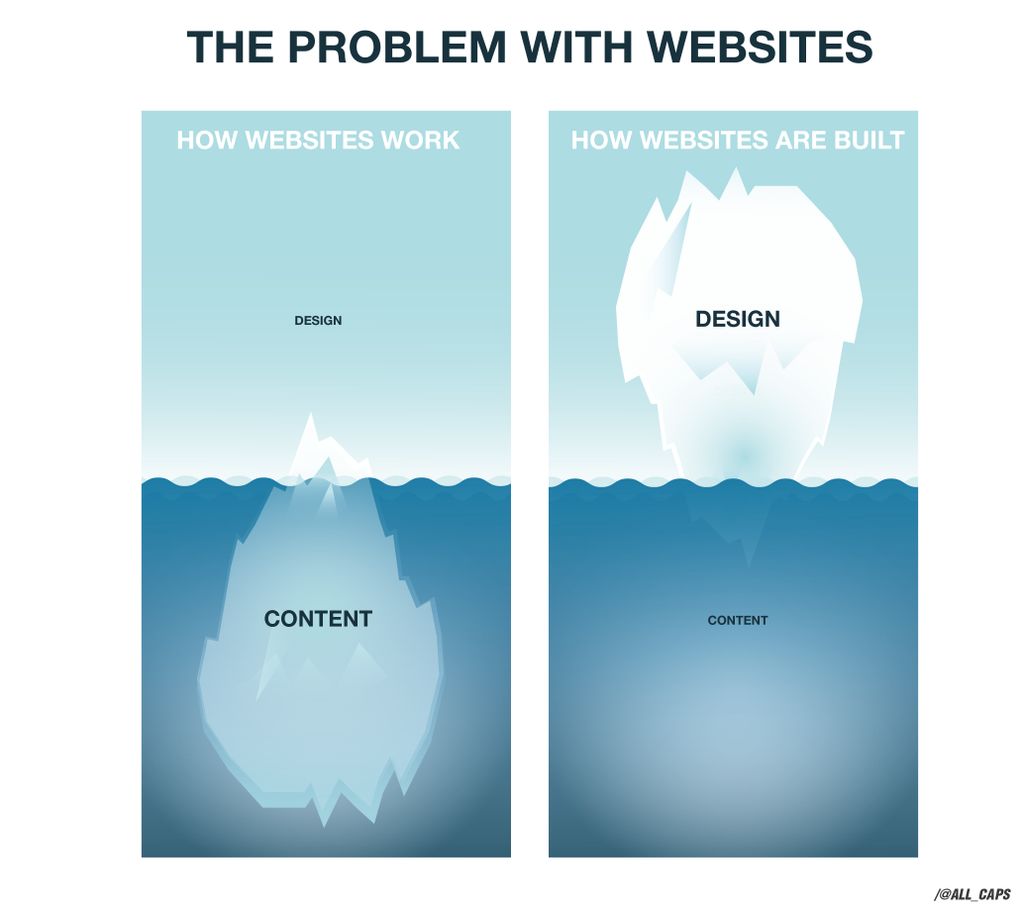 THE PROBLEM WITH WEBSITES
HOW WEBSITES WORK
DESIGN
CONTENT
HOW WEBSITES ARE BUILT
DESIGN
CONTENT
/@ALL_CAPS